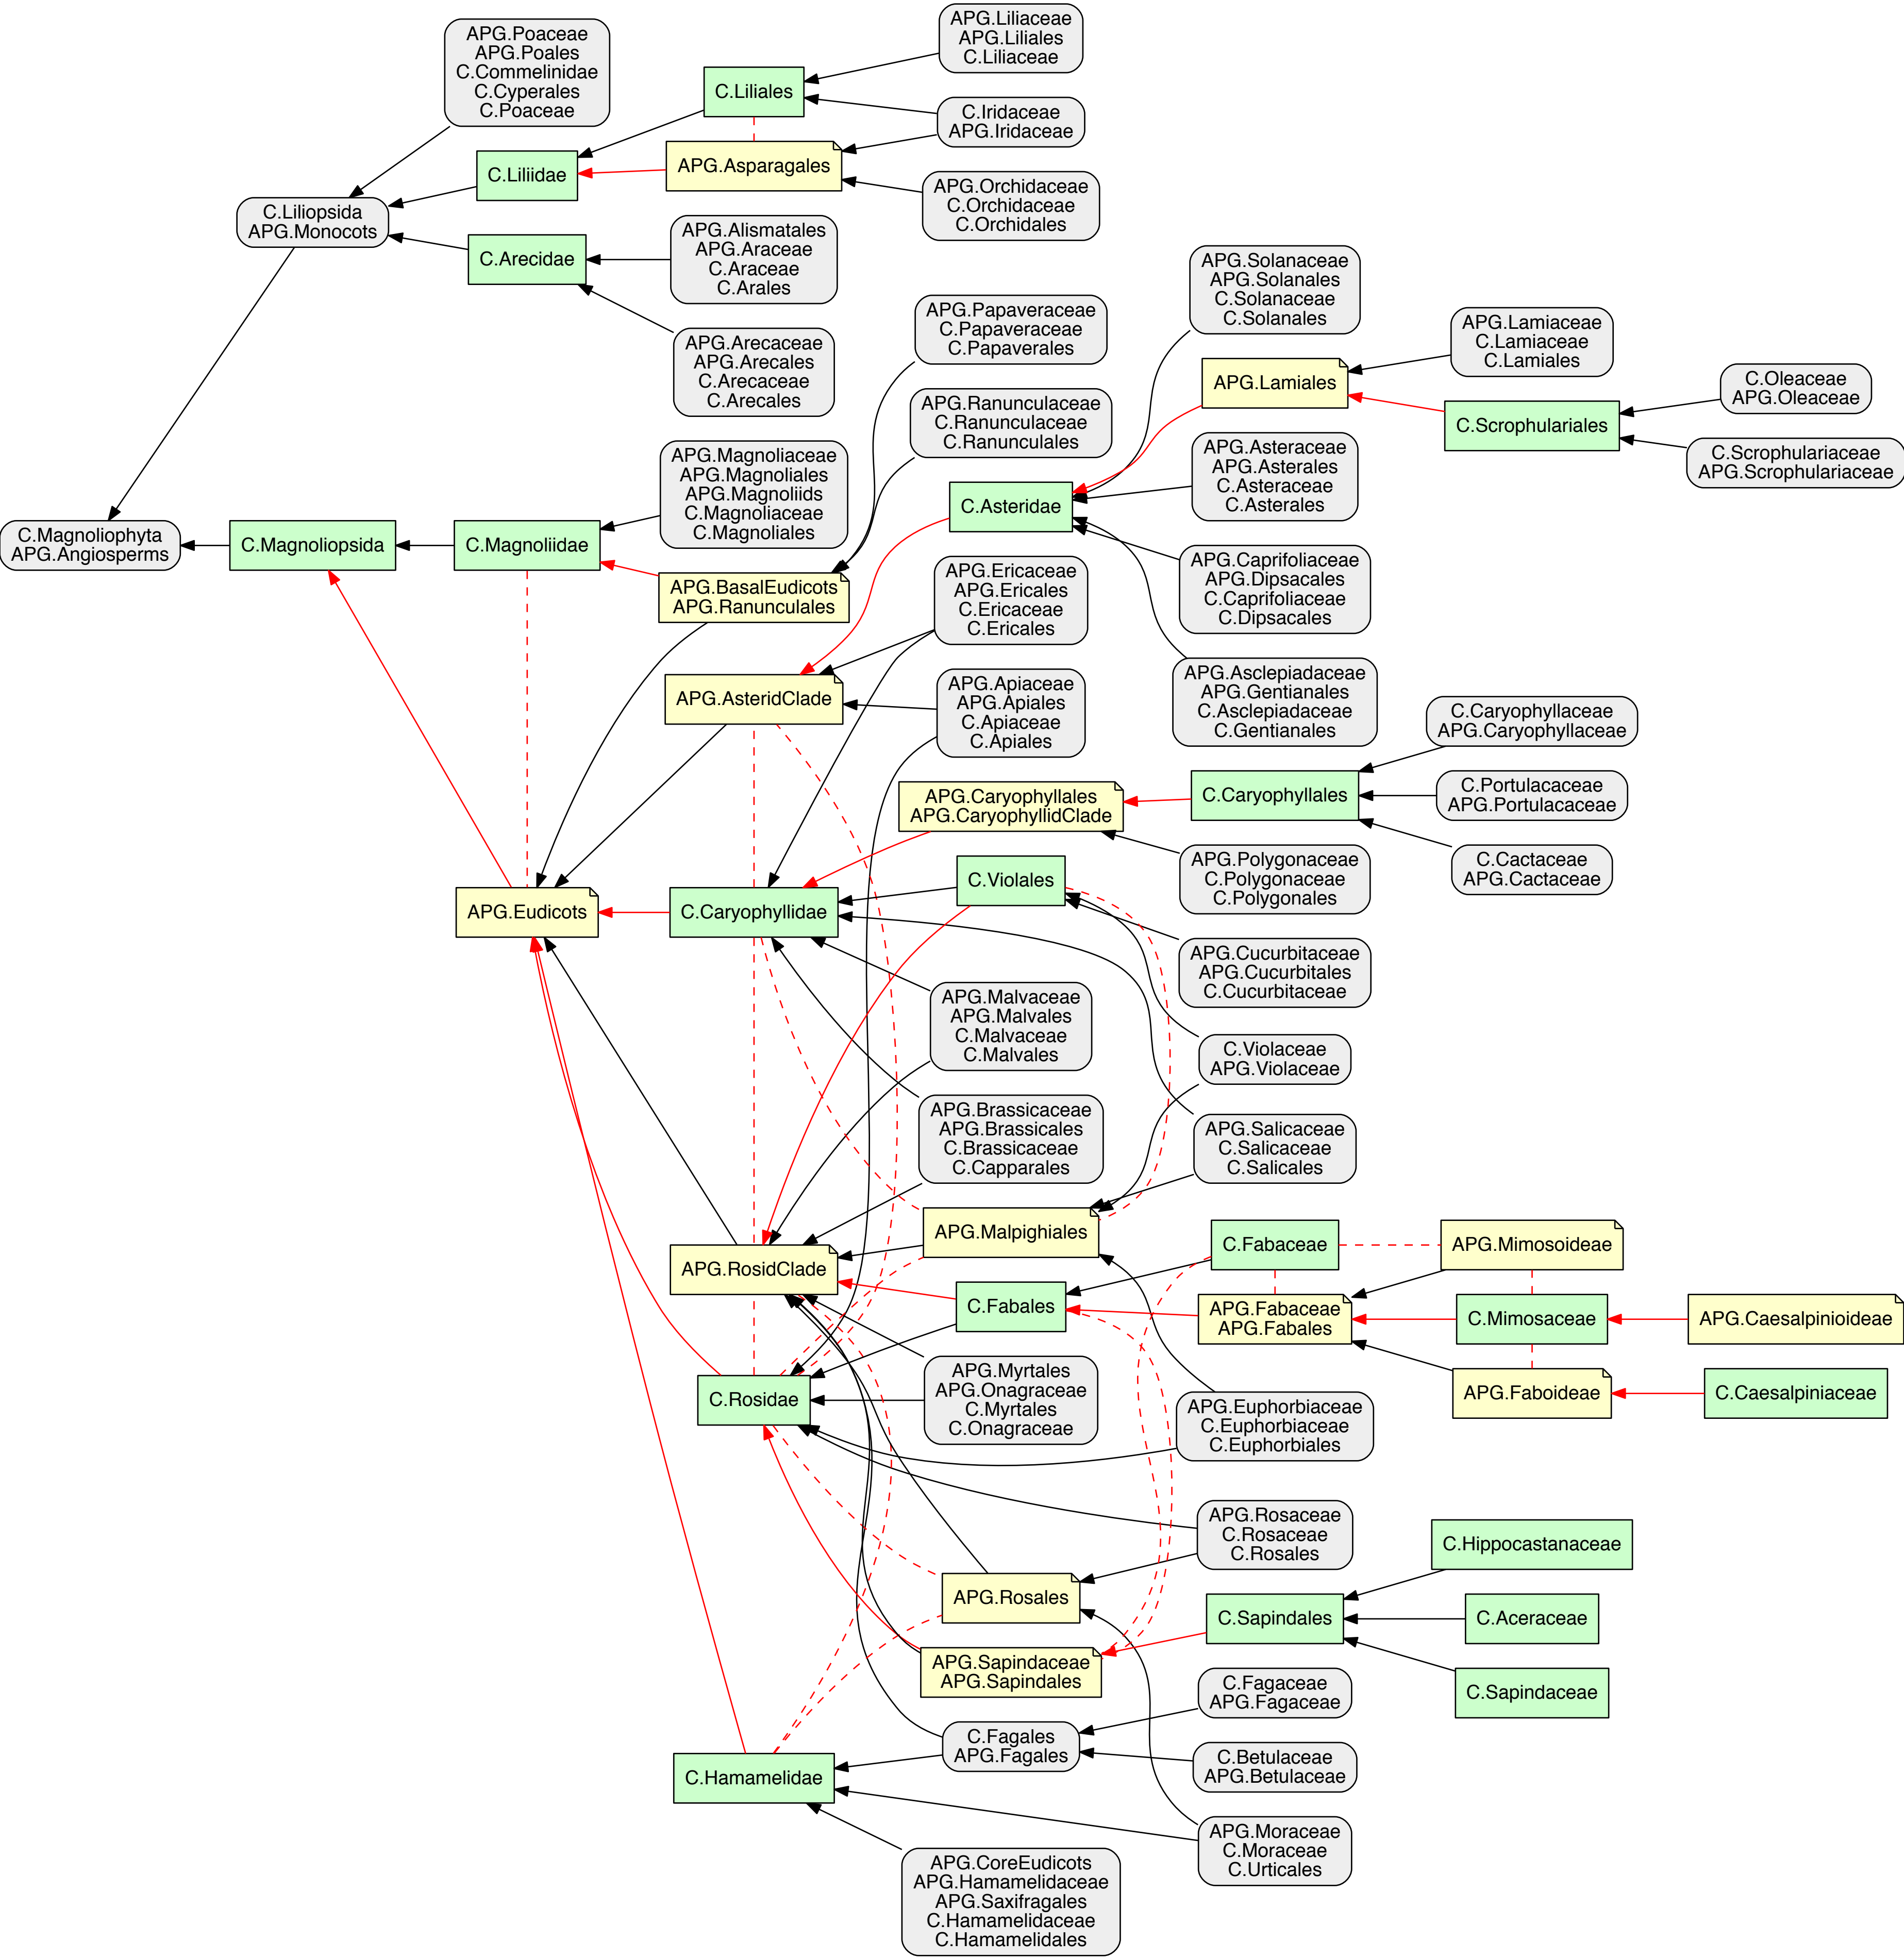 APG.Poaceae
APG.Poales
C.Commelinidae
C.Cyperales
C.Poaceae
C.Liliales
APG.Liliaceae
APG.Liliales
C.Liliaceae
C.Iridaceae
APG.Iridaceae
C.Liliidae
APG.Asparagales
APG.Orchidaceae
C.Orchidaceae
C.Orchidales
C.Liliopsida
APG.Monocots
C.Arecidae
APG.Alismatales
APG.Araceae
C.Araceae
C.Arales
APG.Arecaceae
APG.Arecales
C.Arecaceae
C.Arecales
APG.Papaveraceae
C.Papaveraceae
C.Papaverales
APG.Solanaceae
APG.Solanales
C.Solanaceae
C.Solanales
APG.Lamiaceae
C.Lamiaceae
C.Lamiales
APG.Lamiales
C.Oleaceae
APG.Oleaceae
C.Scrophulariales
C.Scrophulariaceae
APG.Scrophulariaceae
APG.Ranunculaceae
C.Ranunculaceae
C.Ranunculales
APG.Magnoliaceae
APG.Magnoliales
APG.Magnoliids
C.Magnoliaceae
C.Magnoliales
APG.Asteraceae
APG.Asterales
C.Asteraceae
C.Asterales
C.Asteridae
C.Magnoliophyta
APG.Angiosperms
C.Magnoliopsida
C.Magnoliidae
APG.BasalEudicots
APG.Ranunculales
APG.Ericaceae
APG.Ericales
C.Ericaceae
C.Ericales
APG.Caprifoliaceae
APG.Dipsacales
C.Caprifoliaceae
C.Dipsacales
APG.AsteridClade
APG.Apiaceae
APG.Apiales
C.Apiaceae
C.Apiales
APG.Asclepiadaceae
APG.Gentianales
C.Asclepiadaceae
C.Gentianales
C.Caryophyllaceae
APG.Caryophyllaceae
APG.Caryophyllales
APG.CaryophyllidClade
C.Caryophyllales
C.Portulacaceae
APG.Portulacaceae
C.Cactaceae
APG.Cactaceae
APG.Polygonaceae
C.Polygonaceae
C.Polygonales
C.Violales
APG.Eudicots
C.Caryophyllidae
APG.Cucurbitaceae
APG.Cucurbitales
C.Cucurbitaceae
APG.Malvaceae
APG.Malvales
C.Malvaceae
C.Malvales
C.Violaceae
APG.Violaceae
APG.Brassicaceae
APG.Brassicales
C.Brassicaceae
C.Capparales
APG.Salicaceae
C.Salicaceae
C.Salicales
APG.Malpighiales
APG.RosidClade
C.Fabaceae
APG.Mimosoideae
C.Fabales
APG.Fabaceae
APG.Fabales
C.Mimosaceae
APG.Caesalpinioideae
C.Rosidae
APG.Myrtales
APG.Onagraceae
C.Myrtales
C.Onagraceae
APG.Euphorbiaceae
C.Euphorbiaceae
C.Euphorbiales
APG.Faboideae
C.Caesalpiniaceae
APG.Rosaceae
C.Rosaceae
C.Rosales
C.Hippocastanaceae
APG.Rosales
C.Sapindales
C.Aceraceae
APG.Sapindaceae
APG.Sapindales
C.Sapindaceae
C.Fagaceae
APG.Fagaceae
C.Fagales
APG.Fagales
C.Betulaceae
APG.Betulaceae
C.Hamamelidae
APG.Moraceae
C.Moraceae
C.Urticales
APG.CoreEudicots
APG.Hamamelidaceae
APG.Saxifragales
C.Hamamelidaceae
C.Hamamelidales